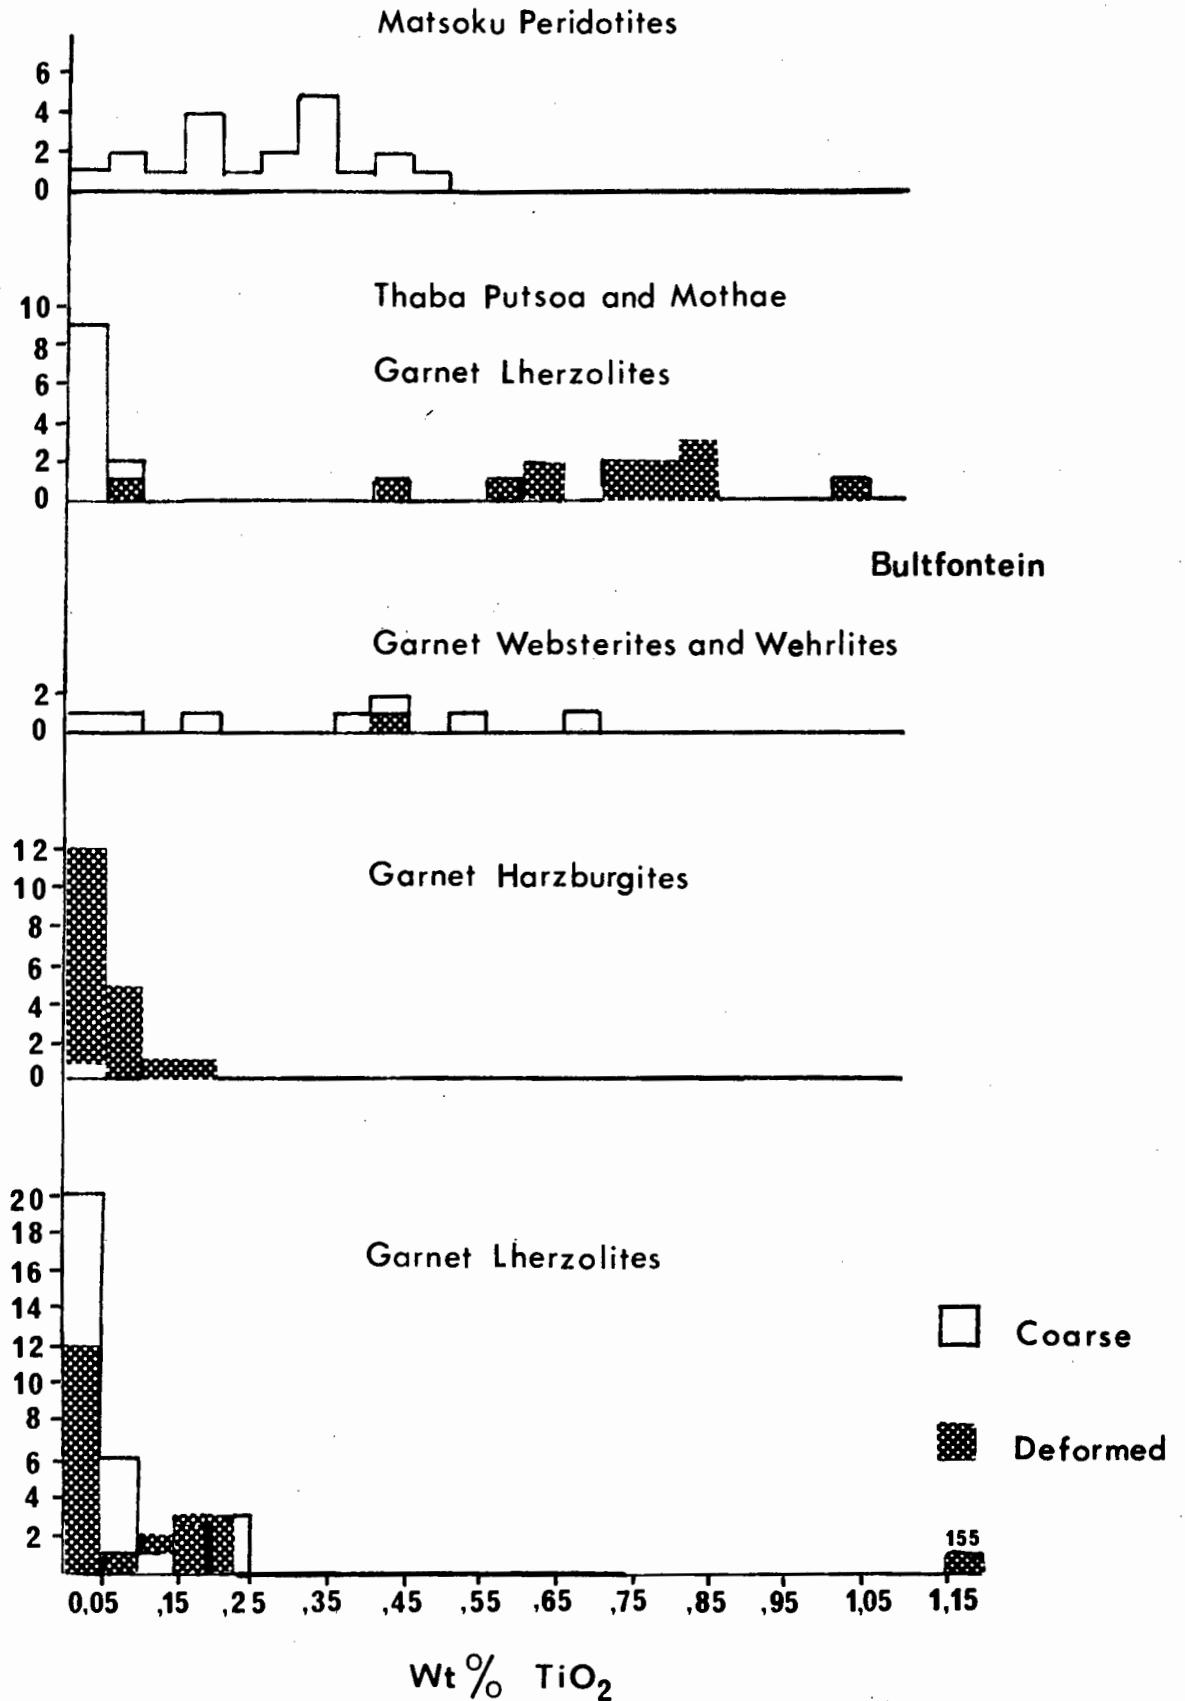 Matsoku Peridotites
6
4
2
0
Thaba Putsoa and Mothae
10
8
Garnet Lherzolites
6
4
2
0
Bultfontein
Garnet Websterites and Wehrlites
2
0
12
Garnet Harzburgites
10
8
6
4
2
0
20
18
Garnet Lherzolites
16
14
Coarse
12
10
8
Deformed
6
4
2
155
0,05 ,15 ,25 ,35 ,45 ,55 ,65 ,75 ,85 ,95 1,05 1,15
Wt % TiO₂